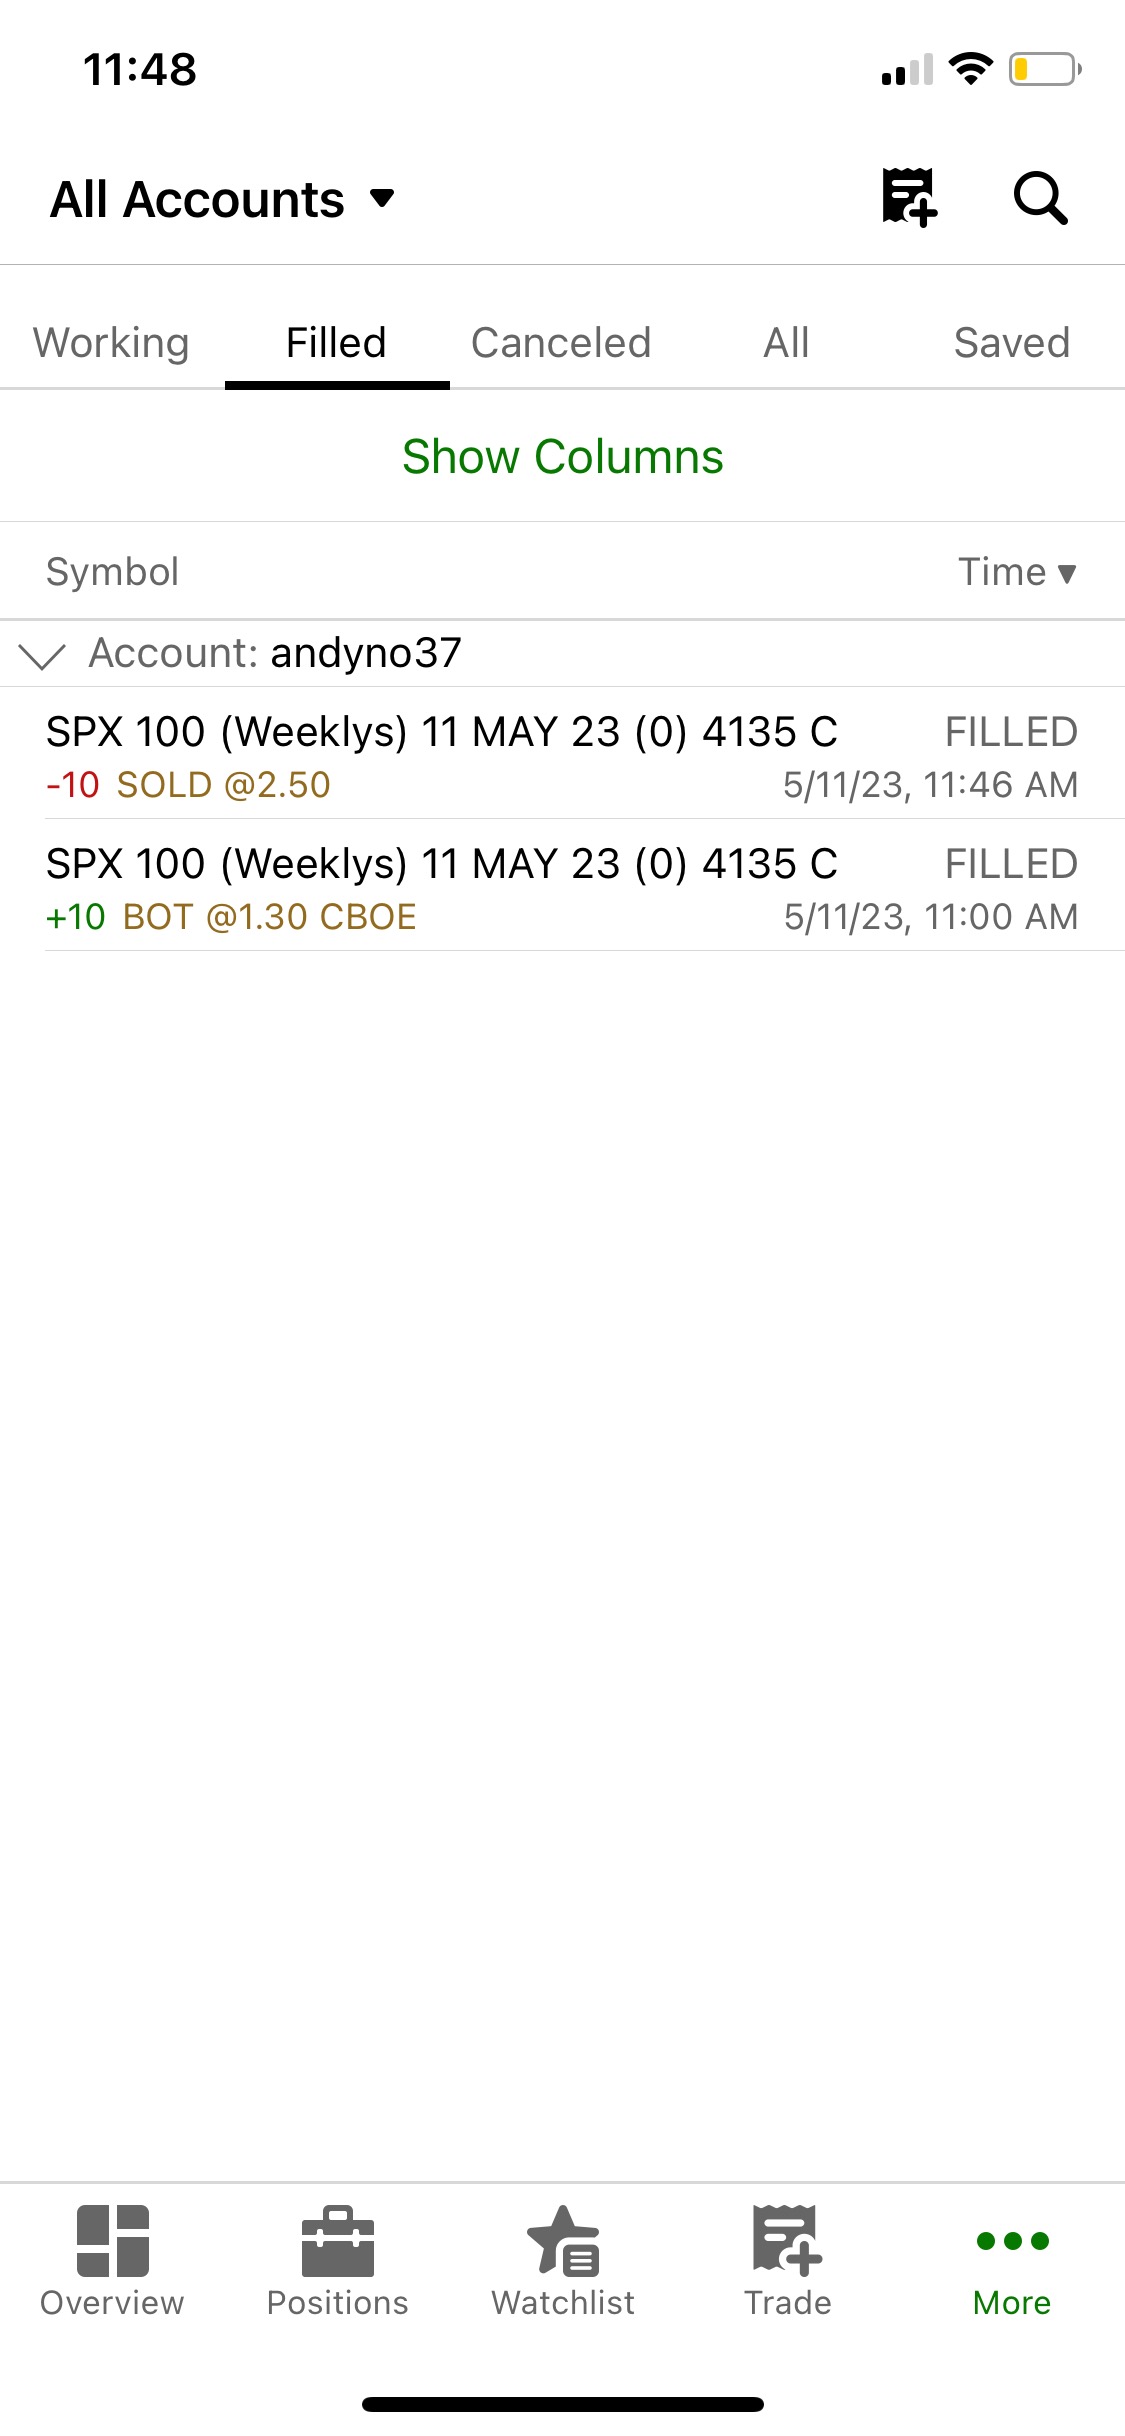 11:48
All Accounts
Working Filled Canceled All Saved
Show Columns
Symbol Time ▼
Account: andyno37
SPX 100 (Weeklys) 11 MAY 23 (0) 4135 C FILLED
-10 SOLD @2.50 5/11/23, 11:46 AM
SPX 100 (Weeklys) 11 MAY 23 (0) 4135 C FILLED
+10 BOT @1.30 CBOE 5/11/23, 11:00 AM
Overview Positions Watchlist Trade More